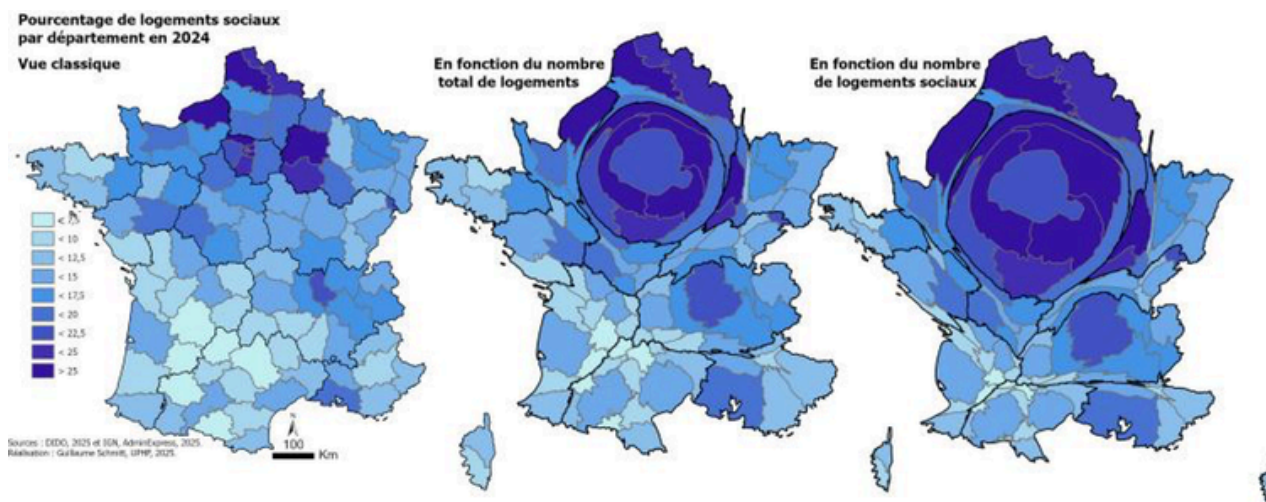 Pourcentage de logements sociaux
par département en 2024
Vue classique
En fonction du nombre
total de logements
En fonction du nombre
de logements sociaux
< 7,5
< 10
< 12,5
< 15
< 17,5
< 20
< 22,5
< 25
> 25
N
100
Km
Sources : DIDO, 2025 et IGN, AdminExpress, 2025.
Réalisation : Guillaume Schmitt, UPHF, 2025.